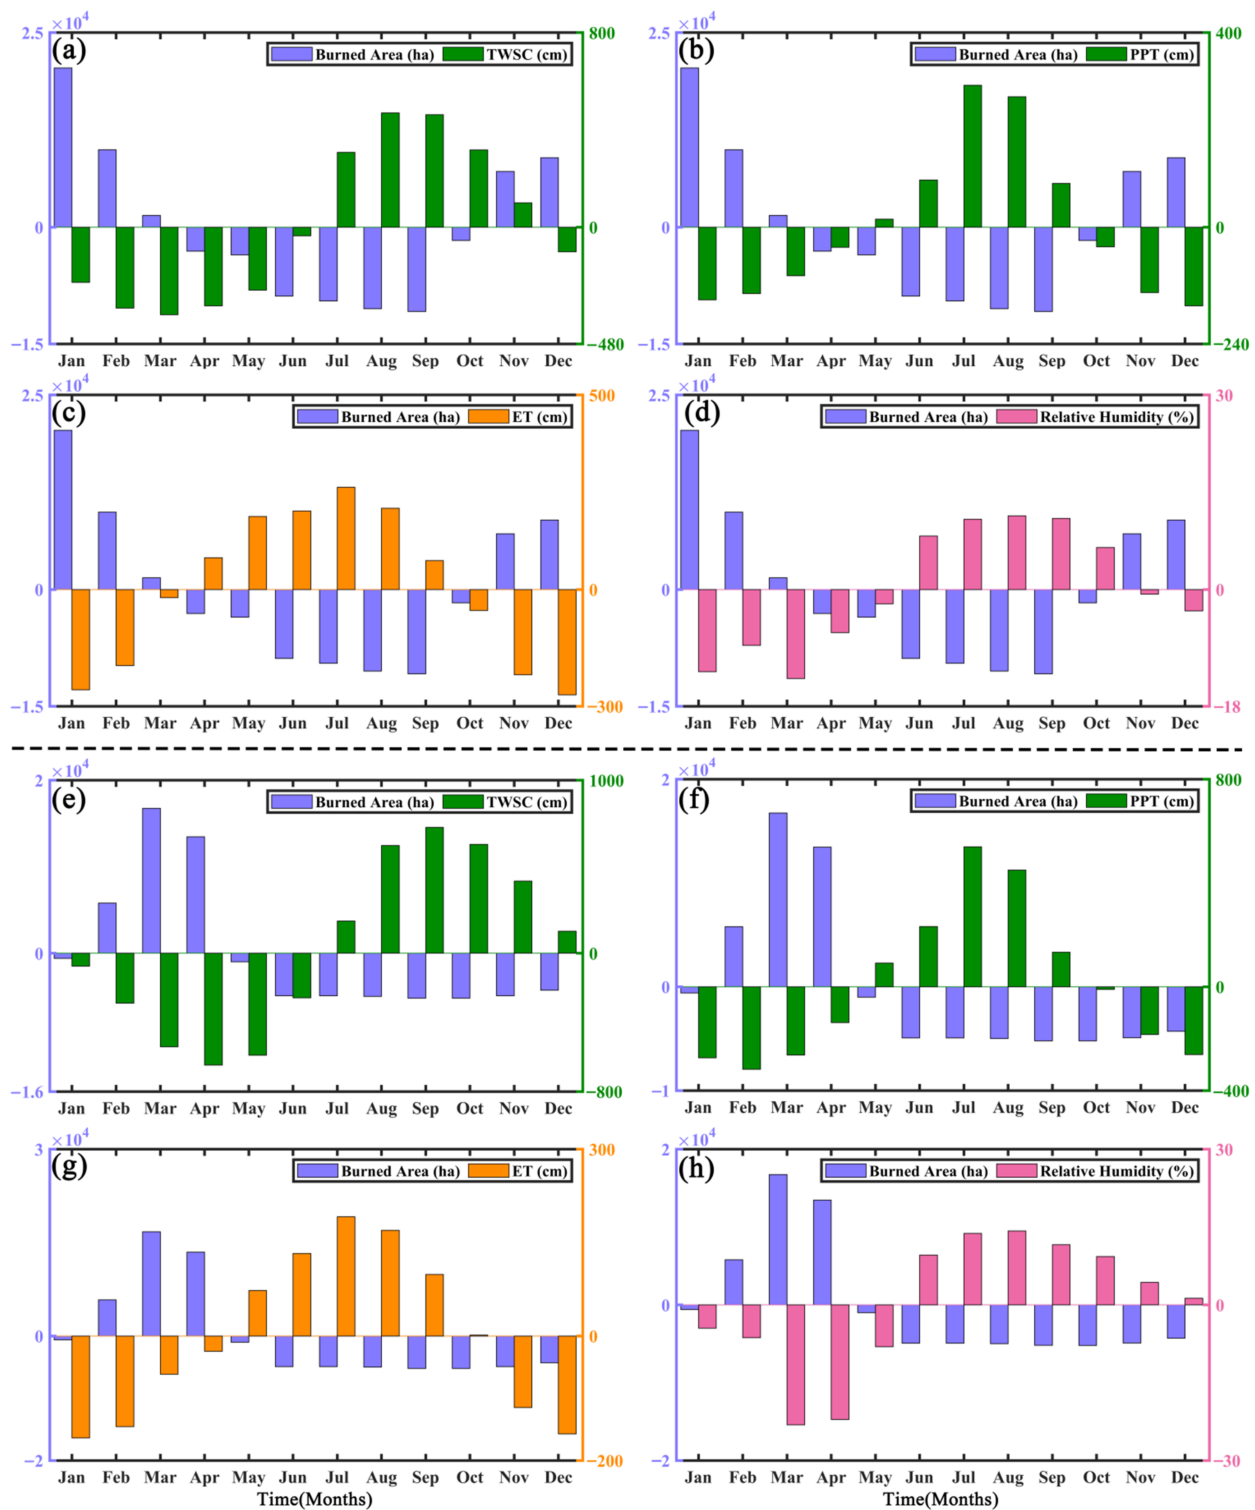 ×10⁴
2.5 (a) Burned Area (ha) TWSC (cm) 800
0 0
−1.5 −480
Jan Feb Mar Apr May Jun Jul Aug Sep Oct Nov Dec
×10⁴
2.5 (b) Burned Area (ha) PPT (cm) 400
0 0
−1.5 −240
Jan Feb Mar Apr May Jun Jul Aug Sep Oct Nov Dec
×10⁴
2.5 (c) Burned Area (ha) ET (cm) 500
0 0
−1.5 −300
Jan Feb Mar Apr May Jun Jul Aug Sep Oct Nov Dec
×10⁴
2.5 (d) Burned Area (ha) Relative Humidity (%) 30
0 0
−1.5 −18
Jan Feb Mar Apr May Jun Jul Aug Sep Oct Nov Dec
×10⁴
2 (e) Burned Area (ha) TWSC (cm) 1000
0 0
−1.6 −800
Jan Feb Mar Apr May Jun Jul Aug Sep Oct Nov Dec
×10⁴
2 (f) Burned Area (ha) PPT (cm) 800
0 0
−1 −400
Jan Feb Mar Apr May Jun Jul Aug Sep Oct Nov Dec
×10⁴
3 (g) Burned Area (ha) ET (cm) 300
0 0
−2 −200
Jan Feb Mar Apr May Jun Jul Aug Sep Oct Nov Dec
Time(Months)
×10⁴
2 (h) Burned Area (ha) Relative Humidity (%) 30
0 0
−2 −30
Jan Feb Mar Apr May Jun Jul Aug Sep Oct Nov Dec
Time(Months)